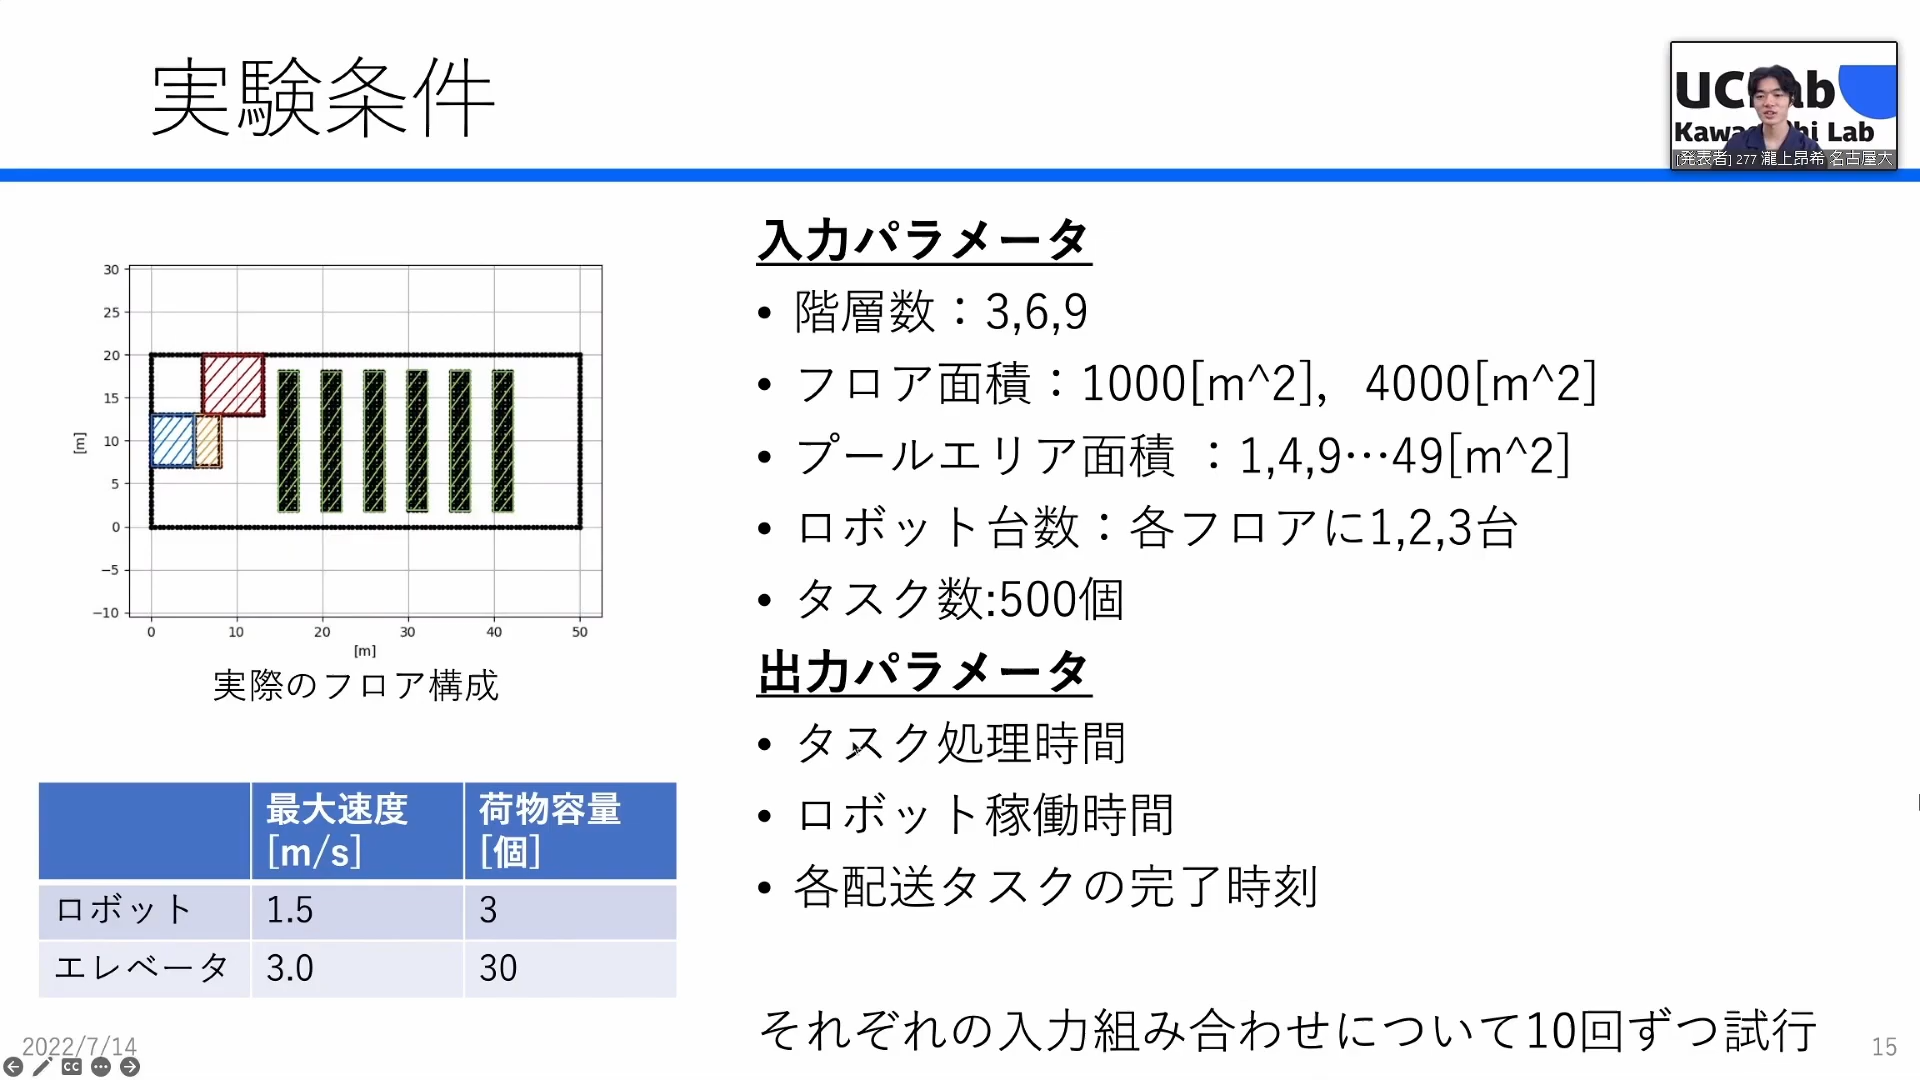 実験条件
UCLab
Kawaguchi Lab
[発表者] 277 瀧上昂希 名古屋大
入力パラメータ
• 階層数：3,6,9
• フロア面積：1000[m^2]，4000[m^2]
• プールエリア面積 ：1,4,9…49[m^2]
• ロボット台数：各フロアに1,2,3台
• タスク数:500個
出力パラメータ
• タスク処理時間
• ロボット稼働時間
• 各配送タスクの完了時刻
それぞれの入力組み合わせについて10回ずつ試行
30
25
20
15
10
5
0
−5
−10
[m]
0 10 20 30 40 50
[m]
実際のフロア構成
最大速度 [m/s] 荷物容量 [個]
ロボット 1.5 3
エレベータ 3.0 30
2022/7/14
CC
15